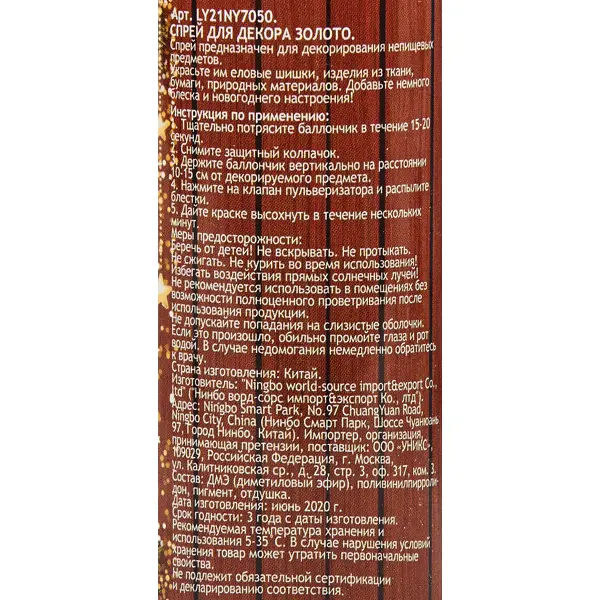 Арт. LY21NY7050.
СПРЕЙ ДЛЯ ДЕКОРА ЗОЛОТО.
Спрей предназначен для декорирования непищевых
предметов.
Украсьте им еловые шишки, изделия из ткани,
бумаги, природных материалов. Добавьте немного
блеска и новогоднего настроения!
Инструкция по применению:
1. Тщательно потрясите баллончик в течение 15-20
секунд.
2. Снимите защитный колпачок.
3. Держите баллончик вертикально на расстоянии
10-15 см от декорируемого предмета.
4. Нажмите на клапан пульверизатора и распылите
блестки.
5. Дайте краске высохнуть в течение нескольких
минут.
Меры предосторожности:
Беречь от детей! Не вскрывать. Не протыкать.
Не сжигать. Не курить во время использования!
Избегать воздействия прямых солнечных лучей!
Не рекомендуется использовать в помещениях без
возможности полноценного проветривания после
использования продукции.
Не допускайте попадания на слизистые оболочки.
Если это произошло, обильно промойте глаза и рот
водой. В случае недомогания немедленно обратитесь
к врачу.
Страна изготовления: Китай.
Изготовитель: "Ningbo world-source import&export Co.,
ltd" ("Нинбо ворд-сорс импорт&экспорт Ко., лтд").
Адрес: Ningbo Smart Park, No.97 ChuangYuan Road,
Ningbo City, China (Нинбо Смарт Парк, Шоссе Чуанюань
97, Город Нинбо, Китай). Импортер, организация,
принимающая претензии, поставщик: ООО «УНИКС»,
109029, Российская Федерация, г. Москва,
ул. Калитниковская ср., д. 28, стр. 3, оф. 317, ком. 3.
Состав: ДМЭ (диметиловый эфир), поливинилпирроли-
дон, пигмент, отдушка.
Дата изготовления: июнь 2020 г.
Срок годности: 3 года с даты изготовления.
Рекомендуемая температура хранения и
использования 5-35°С. В случае нарушения условий
хранения товар может утратить первоначальные
свойства.
Не подлежит обязательной сертификации
и декларированию соответствия.